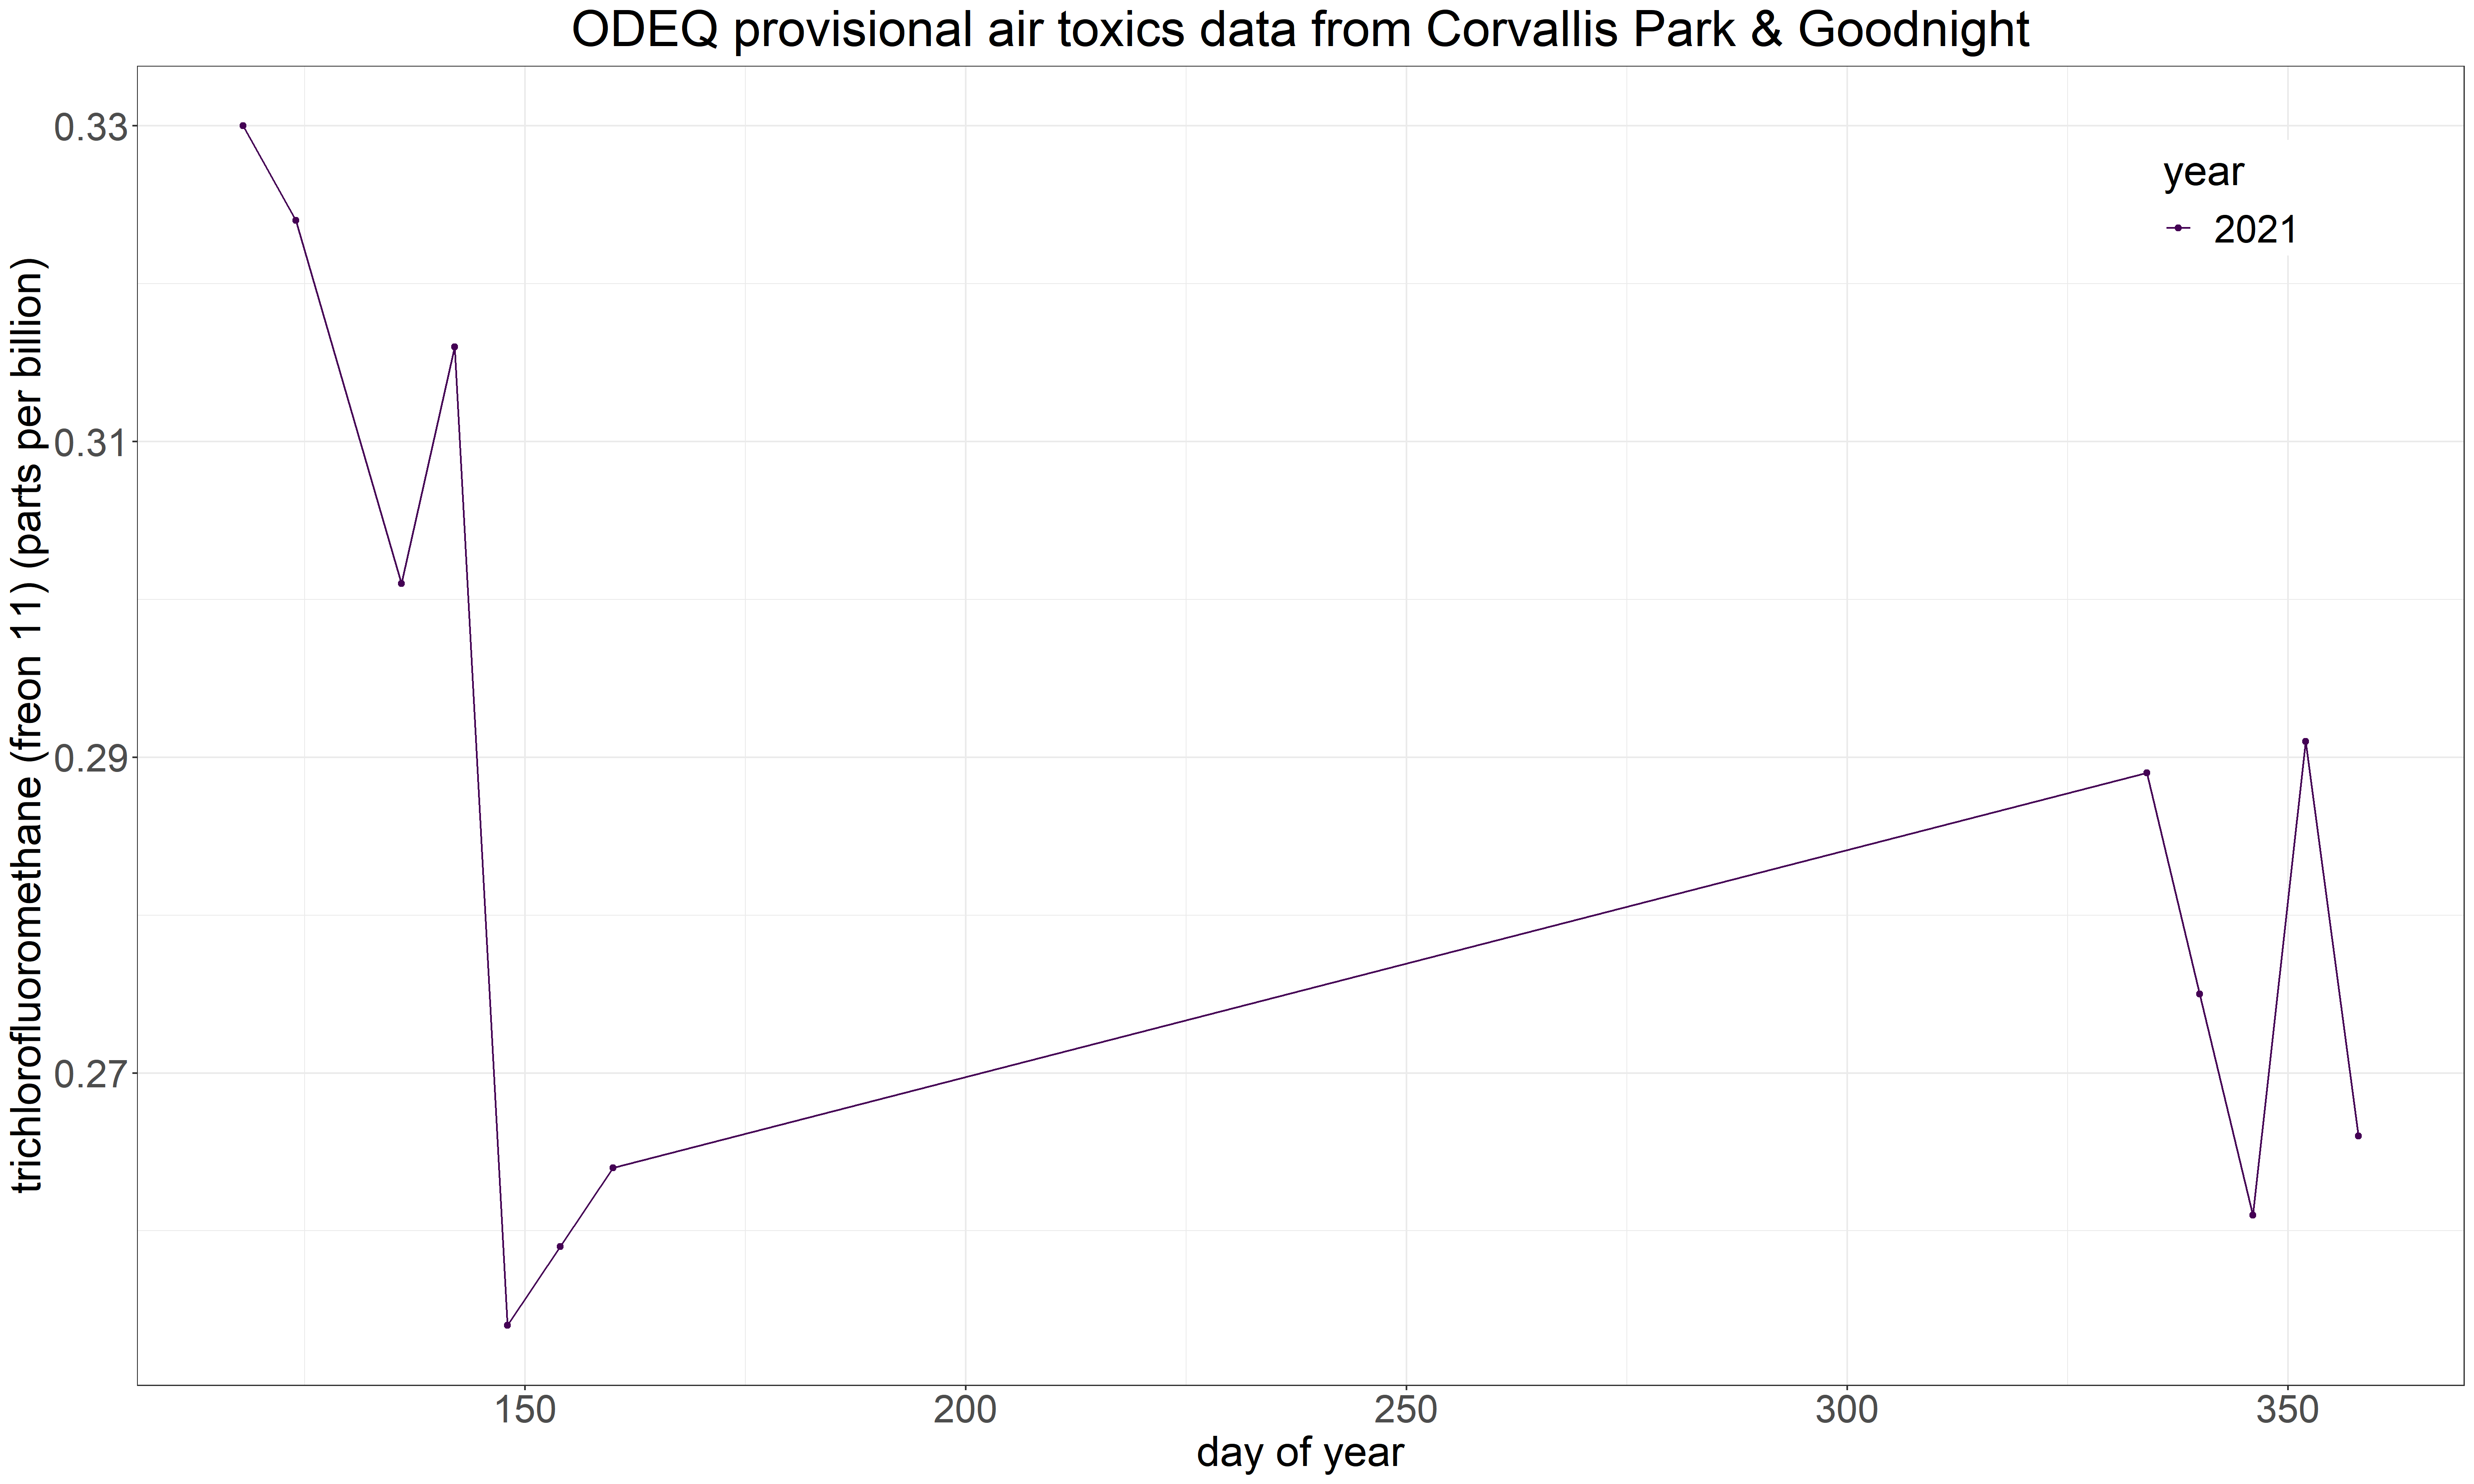 ODEQ provisional air toxics data from Corvallis Park & Goodnight
trichlorofluoromethane (freon 11) (parts per billion)
0.33
0.31
0.29
0.27
year
2021
150
200
250
300
350
day of year